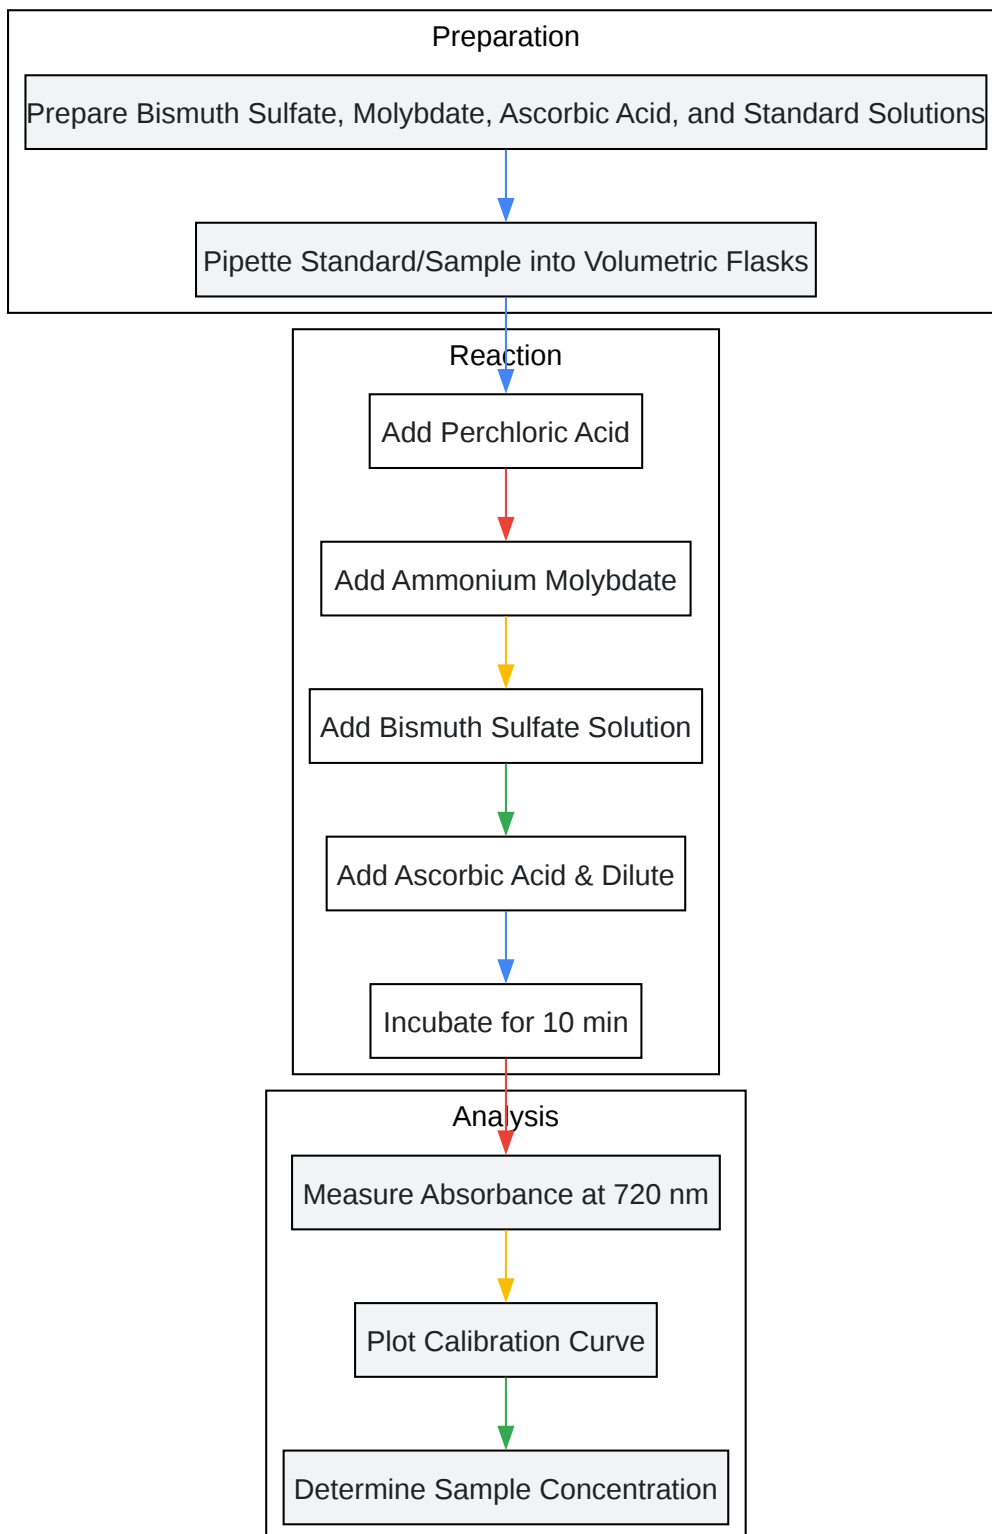 Preparation
Prepare Bismuth Sulfate, Molybdate, Ascorbic Acid, and Standard Solutions
Pipette Standard/Sample into Volumetric Flasks
Reaction
Add Perchloric Acid
Add Ammonium Molybdate
Add Bismuth Sulfate Solution
Add Ascorbic Acid & Dilute
Incubate for 10 min
Analysis
Measure Absorbance at 720 nm
Plot Calibration Curve
Determine Sample Concentration